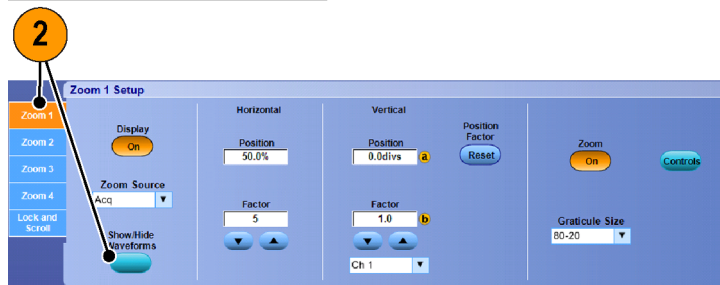 2
Zoom 1 Setup
Zoom 1
Zoom 2
Zoom 3
Zoom 4
Lock and
Scroll
Display
On
Zoom Source
Acq
Show/Hide
Waveforms
Horizontal
Position
50.0%
Factor
5
Vertical
Position
0.0divs
a
Factor
1.0
b
Ch 1
Position
Factor
Reset
Zoom
On
Graticule Size
80-20
Controls